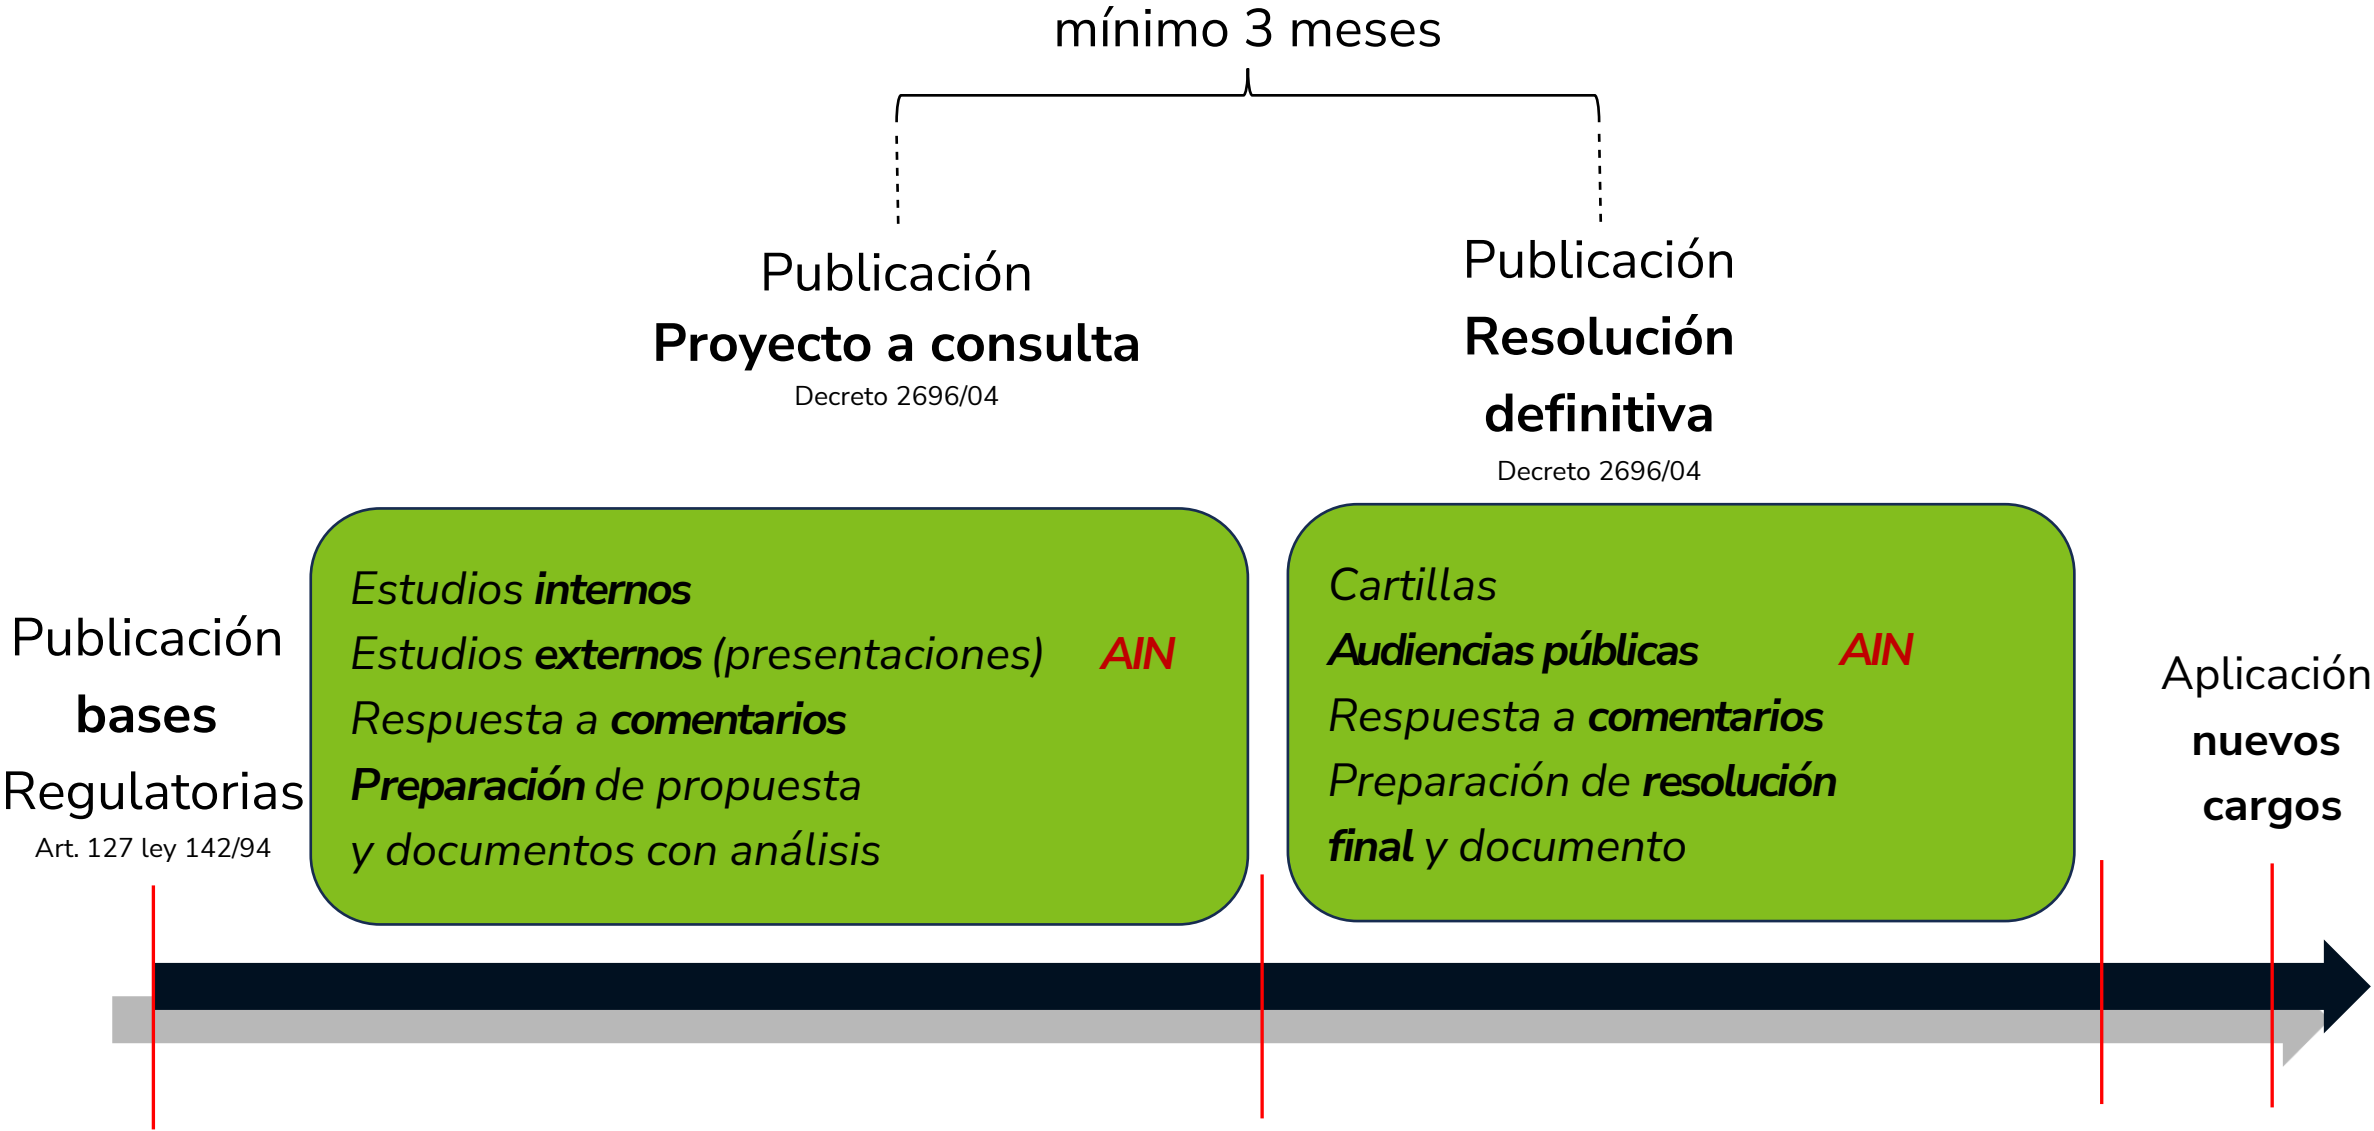 mínimo 3 meses
Publicación
Proyecto a consulta
Decreto 2696/04
Publicación
Resolución
definitiva
Decreto 2696/04
Publicación
bases
Regulatorias
Art. 127 ley 142/94
Estudios internos
Estudios externos (presentaciones) AIN
Respuesta a comentarios
Preparación de propuesta
y documentos con análisis
Cartillas
Audiencias públicas AIN
Respuesta a comentarios
Preparación de resolución
final y documento
Aplicación
nuevos
cargos